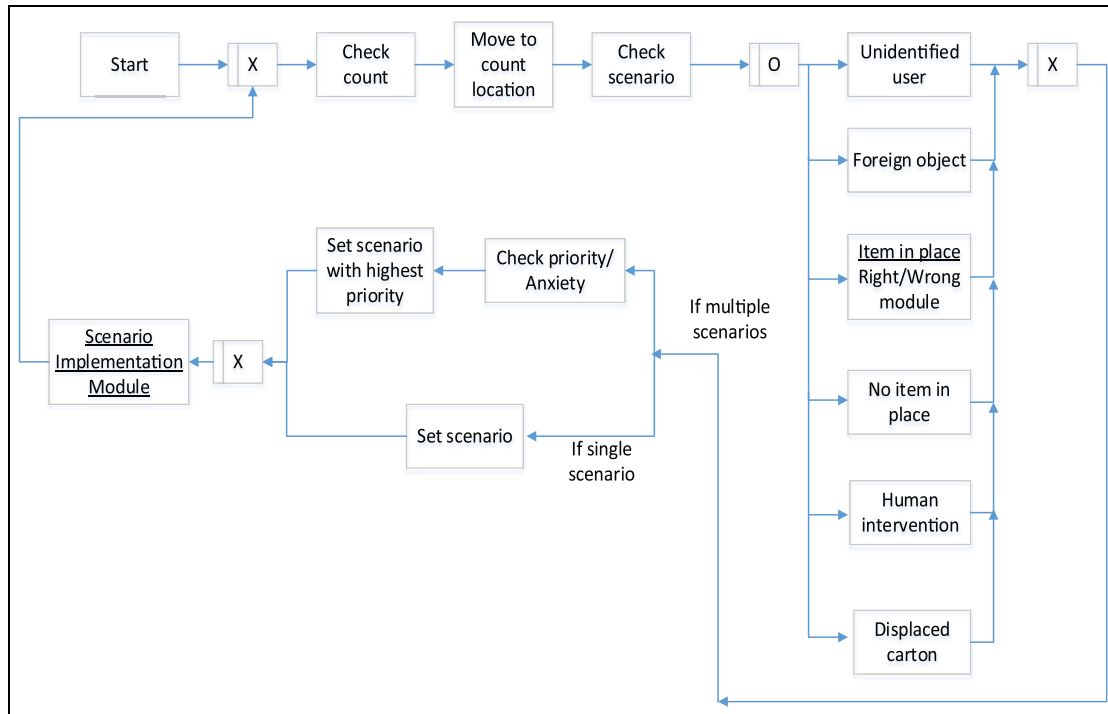 Start
X
Check
count
Move to
count
location
Check
scenario
O
Unidentified
user
X
Foreign object
Item in place
Right/Wrong
module
No item in
place
Human
intervention
Displaced
carton
If multiple
scenarios
Check priority/
Anxiety
Set scenario
with highest
priority
If single
scenario
Set scenario
X
Scenario
Implementation
Module